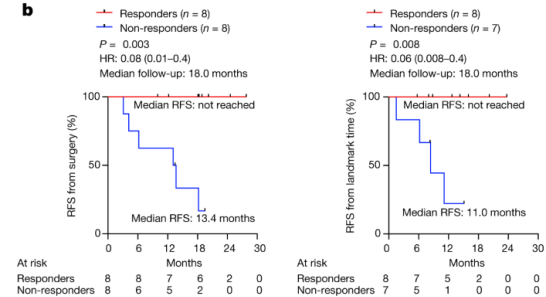 b
Responders (n = 8)
Non-responders (n = 8)
P = 0.003
HR: 0.08 (0.01–0.4)
Median follow-up: 18.0 months
100
50
0
RFS from surgery (%)
Median RFS: not reached
Median RFS: 13.4 months
0 6 12 18 24 30
At risk Months
Responders 8 8 7 6 2 0
Non-responders 8 6 5 2 0 0
Responders (n = 8)
Non-responders (n = 7)
P = 0.008
HR: 0.06 (0.008–0.4)
Median follow-up: 18.0 months
100
50
0
RFS from landmark time (%)
Median RFS: not reached
Median RFS: 11.0 months
0 6 12 18 24 30
At risk Months
Responders 8 7 5 2 0 0
Non-responders 7 5 1 0 0 0